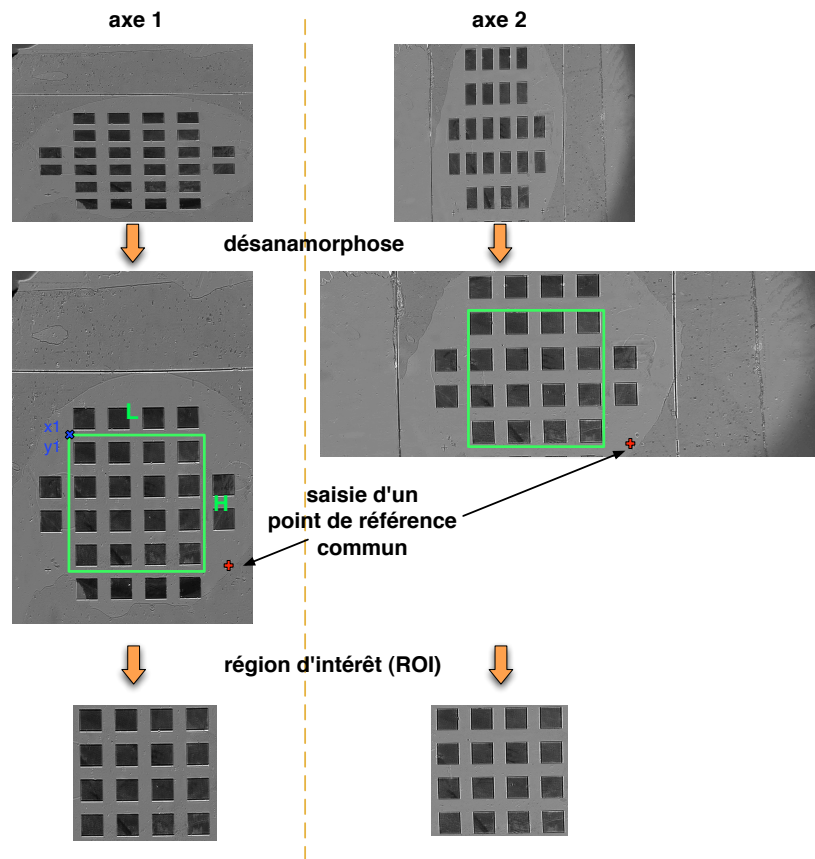 axe 1
axe 2
désanamorphose
L
x1
y1
H
saisie d'un
point de référence
commun
région d'intérêt (ROI)